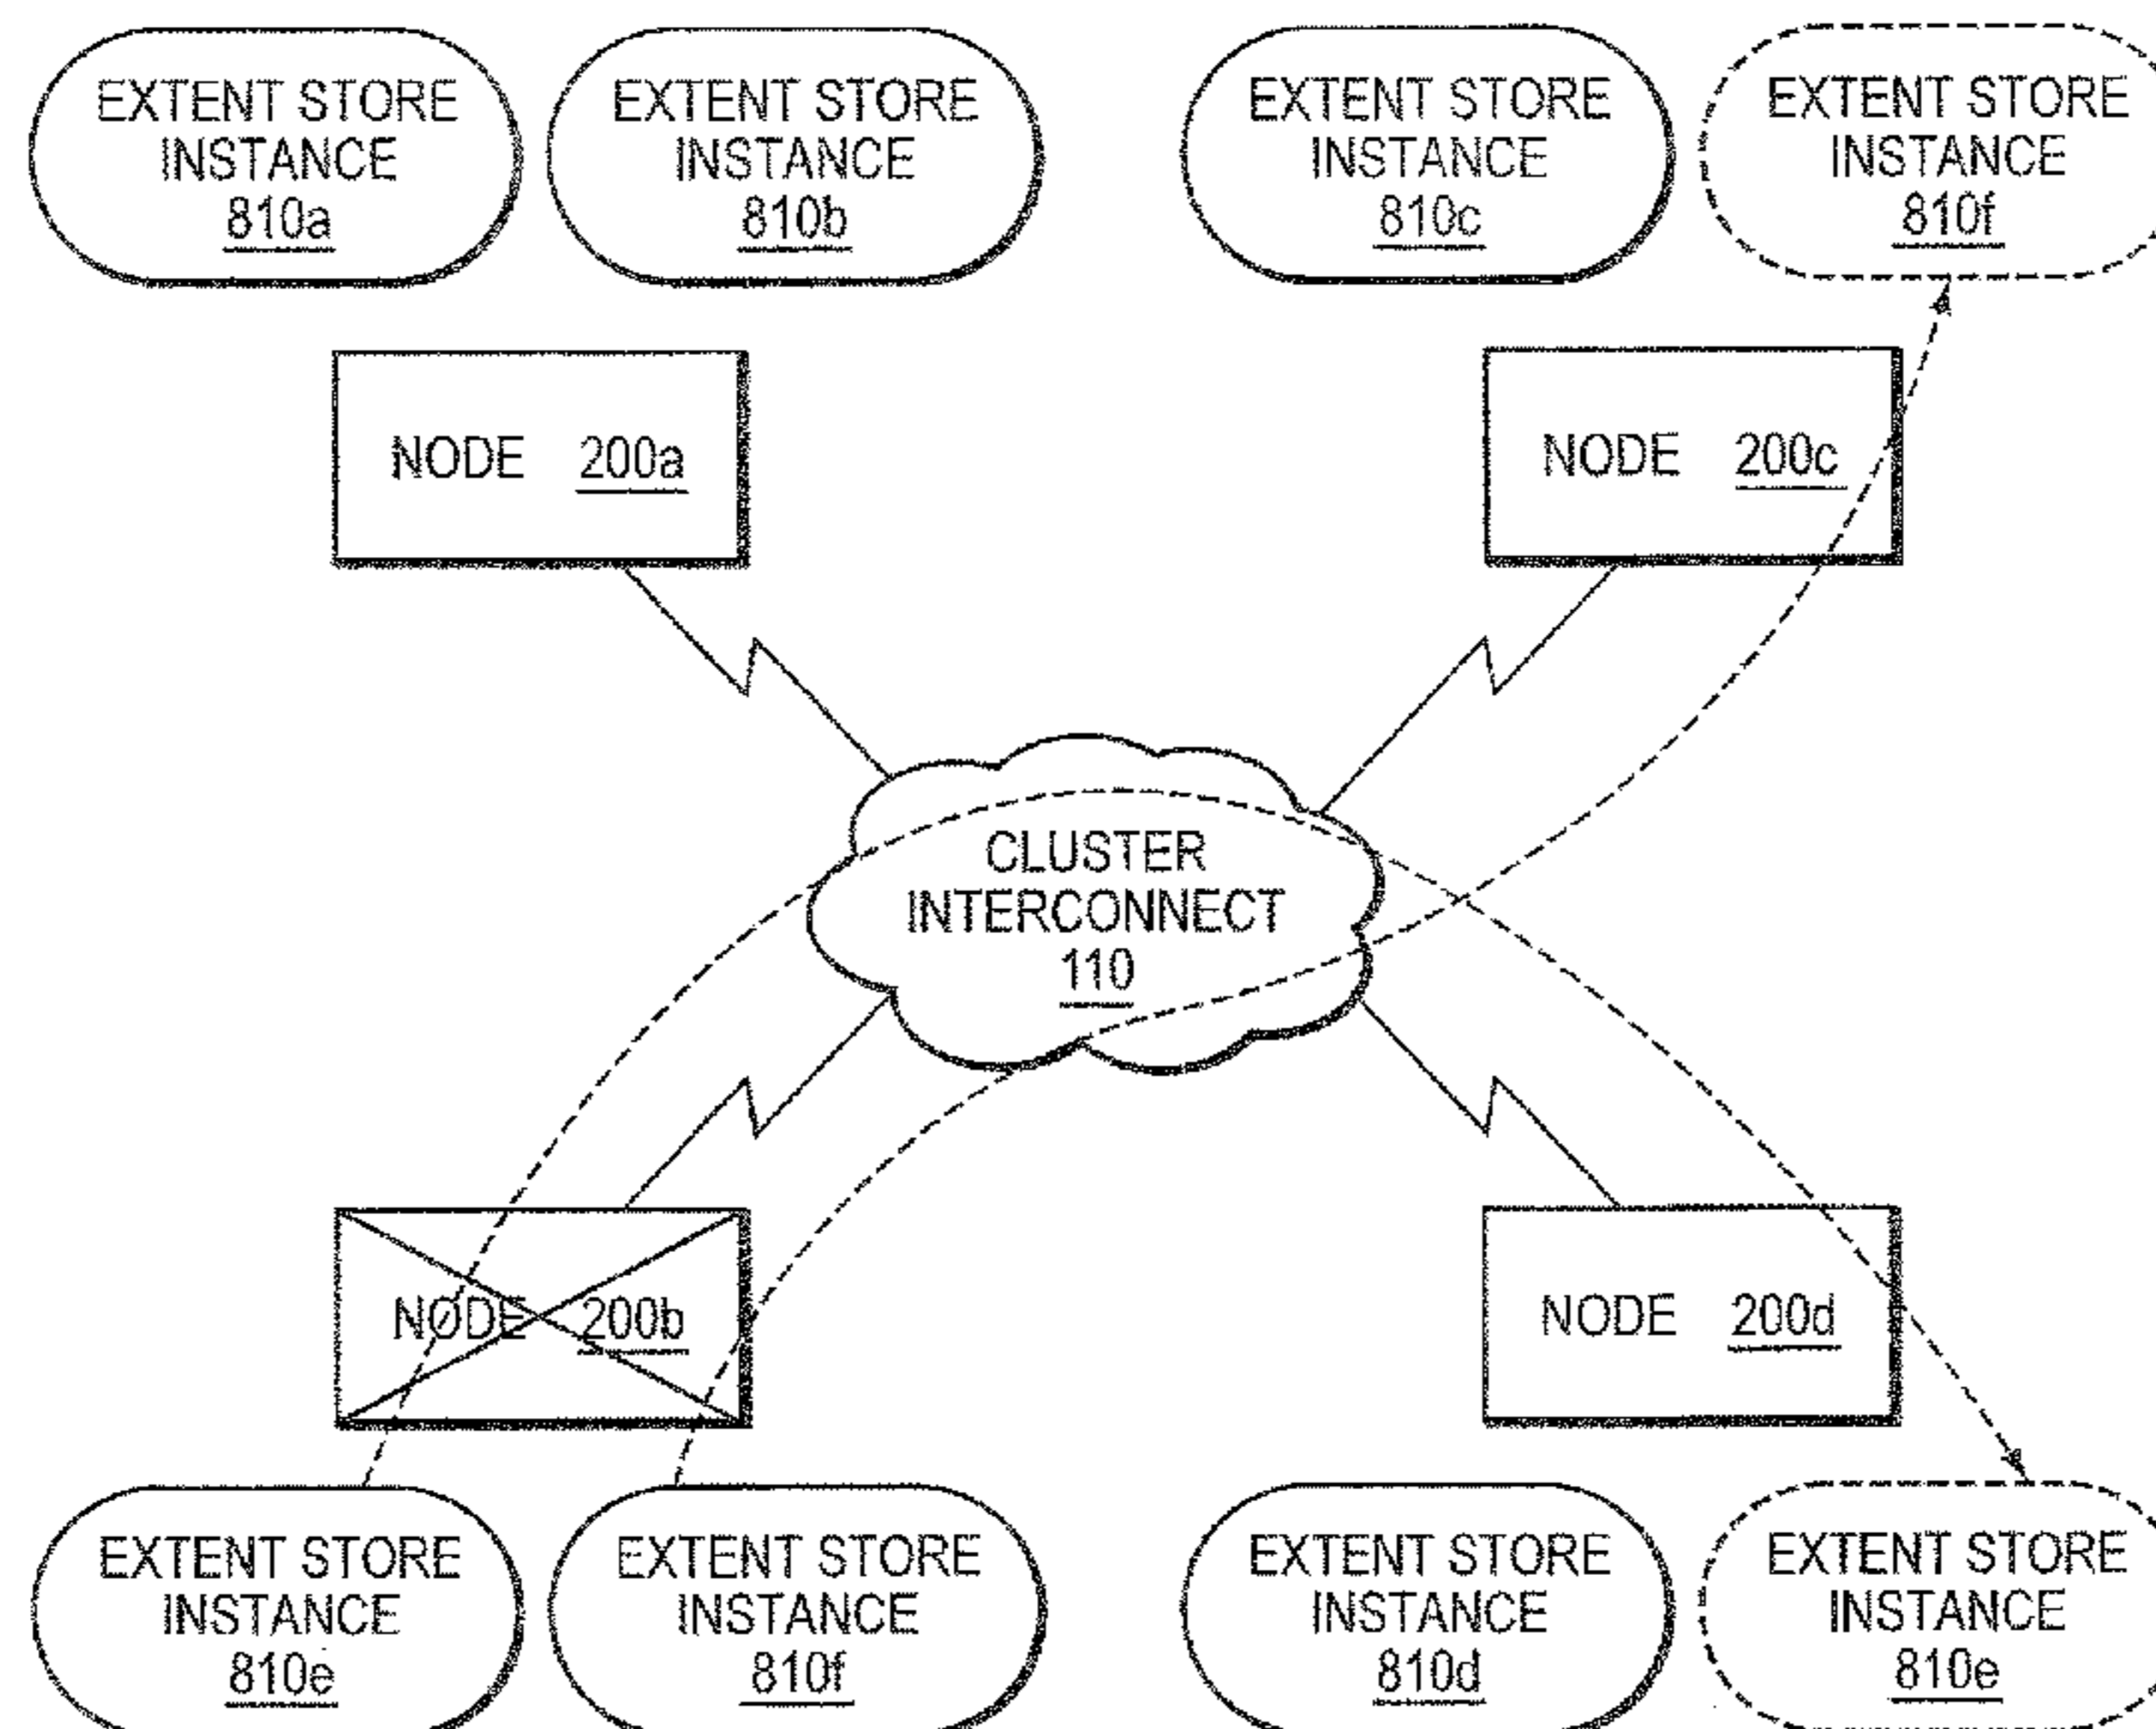 EXTENT STORE
INSTANCE
810a
EXTENT STORE
INSTANCE
810b
EXTENT STORE
INSTANCE
810c
EXTENT STORE
INSTANCE
810f
NODE 200a
NODE 200c
CLUSTER
INTERCONNECT
110
NODE 200b
NODE 200d
EXTENT STORE
INSTANCE
810e
EXTENT STORE
INSTANCE
810f
EXTENT STORE
INSTANCE
810d
EXTENT STORE
INSTANCE
810e